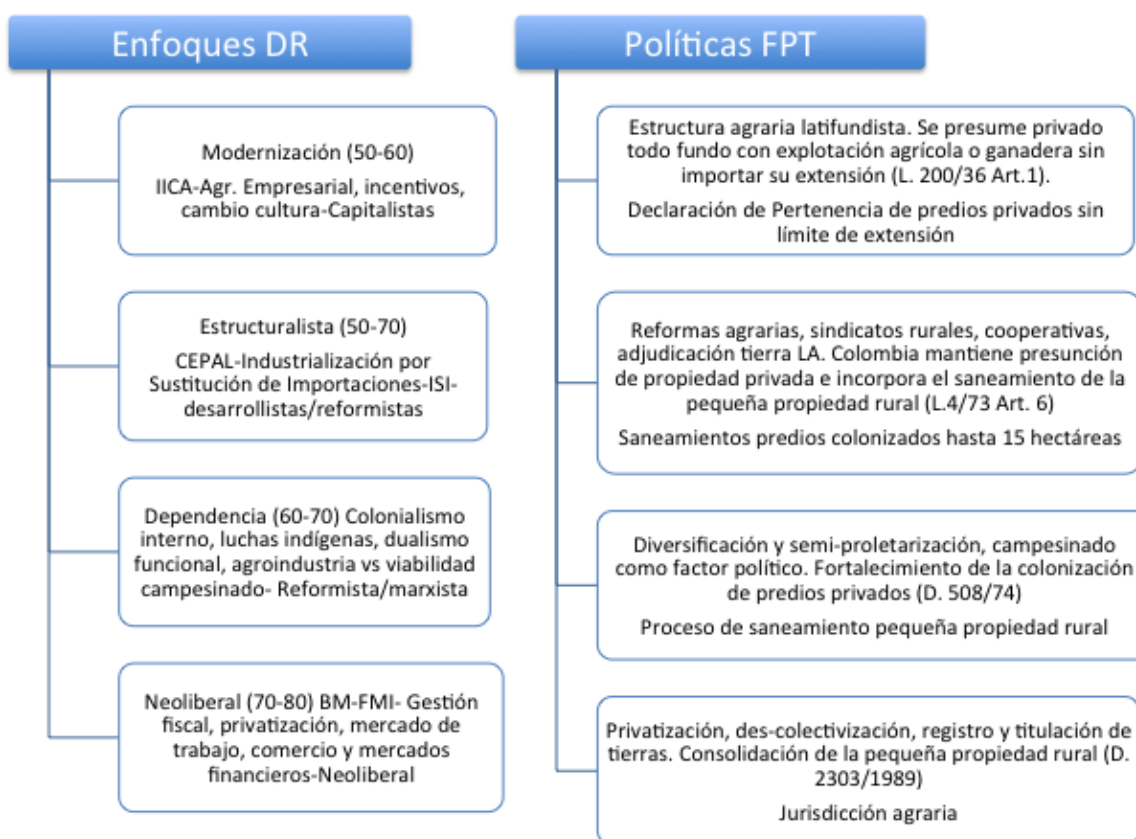 Enfoques DR
Modernización (50-60)
IICA-Agr. Empresarial, incentivos,
cambio cultura-Capitalistas
Estructuralista (50-70)
CEPAL-Industrialización por
Sustitución de Importaciones-ISI-
desarrollistas/reformistas
Dependencia (60-70) Colonialismo
interno, luchas indígenas, dualismo
funcional, agroindustria vs viabilidad
campesinado- Reformista/marxista
Neoliberal (70-80) BM-FMI- Gestión
fiscal, privatización, mercado de
trabajo, comercio y mercados
financieros-Neoliberal
Políticas FPT
Estructura agraria latifundista. Se presume privado
todo fundo con explotación agrícola o ganadera sin
importar su extensión (L. 200/36 Art.1).
Declaración de Pertenencia de predios privados sin
límite de extensión
Reformas agrarias, sindicatos rurales, cooperativas,
adjudicación tierra LA. Colombia mantiene presunción
de propiedad privada e incorpora el saneamiento de la
pequeña propiedad rural (L.4/73 Art. 6)
Saneamientos predios colonizados hasta 15 hectáreas
Diversificación y semi-proletarización, campesinado
como factor político. Fortalecimiento de la colonización
de predios privados (D. 508/74)
Proceso de saneamiento pequeña propiedad rural
Privatización, des-colectivización, registro y titulación de
tierras. Consolidación de la pequeña propiedad rural (D.
2303/1989)
Jurisdicción agraria